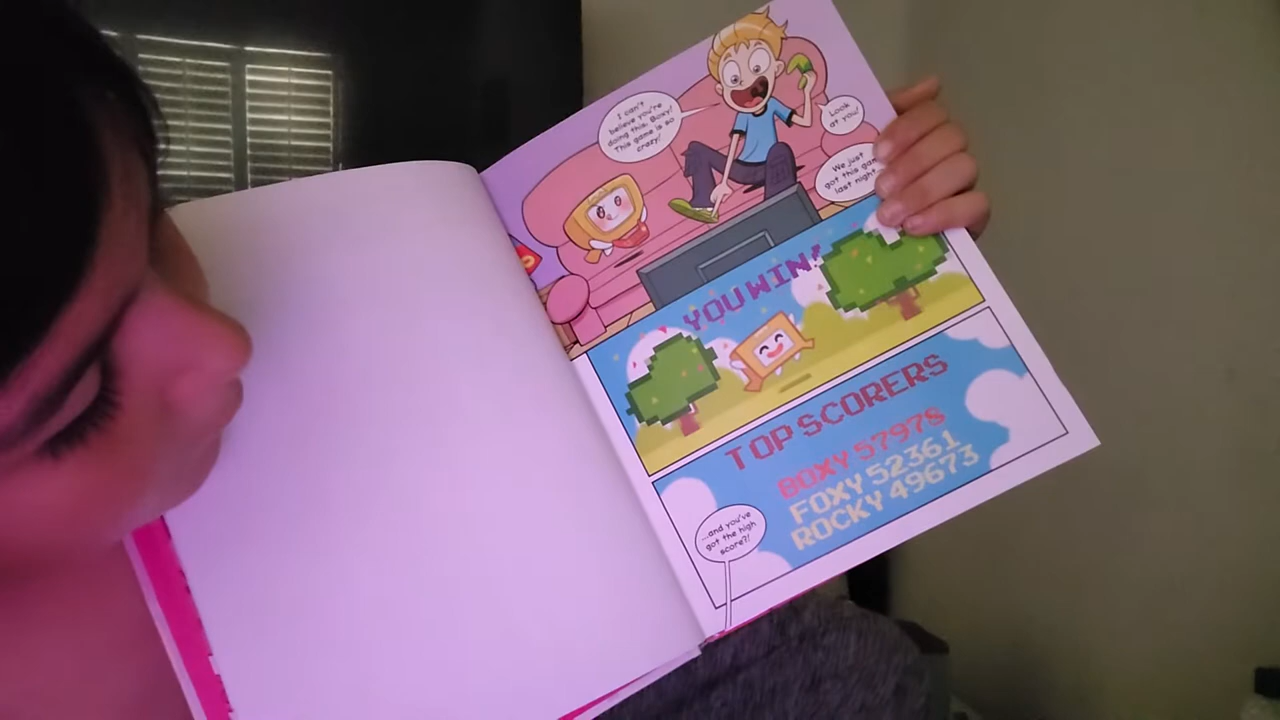 I can't
believe you're
doing this, Boxy!
This game is so
crazy!
Look
at you!
We just
got this
last night
YOU WIN!
TOP SCORERS
BOXY 57978
FOXY 52361
ROCKY 49673
...and you've
got the high
score?!